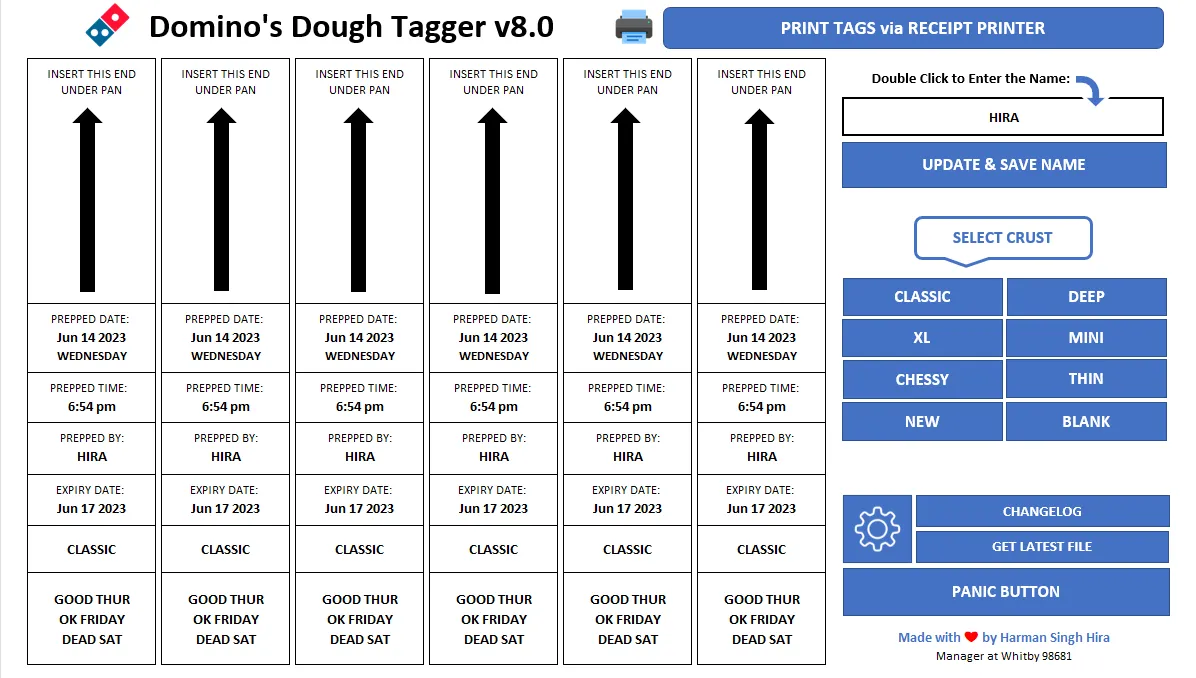 Domino's Dough Tagger v8.0
PRINT TAGS via RECEIPT PRINTER
INSERT THIS END
UNDER PAN
PREPPED DATE:
Jun 14 2023
WEDNESDAY
PREPPED TIME:
6:54 pm
PREPPED BY:
HIRA
EXPIRY DATE:
Jun 17 2023
CLASSIC
GOOD THUR
OK FRIDAY
DEAD SAT
INSERT THIS END
UNDER PAN
PREPPED DATE:
Jun 14 2023
WEDNESDAY
PREPPED TIME:
6:54 pm
PREPPED BY:
HIRA
EXPIRY DATE:
Jun 17 2023
CLASSIC
GOOD THUR
OK FRIDAY
DEAD SAT
INSERT THIS END
UNDER PAN
PREPPED DATE:
Jun 14 2023
WEDNESDAY
PREPPED TIME:
6:54 pm
PREPPED BY:
HIRA
EXPIRY DATE:
Jun 17 2023
CLASSIC
GOOD THUR
OK FRIDAY
DEAD SAT
INSERT THIS END
UNDER PAN
PREPPED DATE:
Jun 14 2023
WEDNESDAY
PREPPED TIME:
6:54 pm
PREPPED BY:
HIRA
EXPIRY DATE:
Jun 17 2023
CLASSIC
GOOD THUR
OK FRIDAY
DEAD SAT
INSERT THIS END
UNDER PAN
PREPPED DATE:
Jun 14 2023
WEDNESDAY
PREPPED TIME:
6:54 pm
PREPPED BY:
HIRA
EXPIRY DATE:
Jun 17 2023
CLASSIC
GOOD THUR
OK FRIDAY
DEAD SAT
INSERT THIS END
UNDER PAN
PREPPED DATE:
Jun 14 2023
WEDNESDAY
PREPPED TIME:
6:54 pm
PREPPED BY:
HIRA
EXPIRY DATE:
Jun 17 2023
CLASSIC
GOOD THUR
OK FRIDAY
DEAD SAT
Double Click to Enter the Name:
HIRA
UPDATE & SAVE NAME
SELECT CRUST
CLASSIC
DEEP
XL
MINI
CHESSY
THIN
NEW
BLANK
CHANGELOG
GET LATEST FILE
PANIC BUTTON
Made with ❤ by Harman Singh Hira
Manager at Whitby 98681